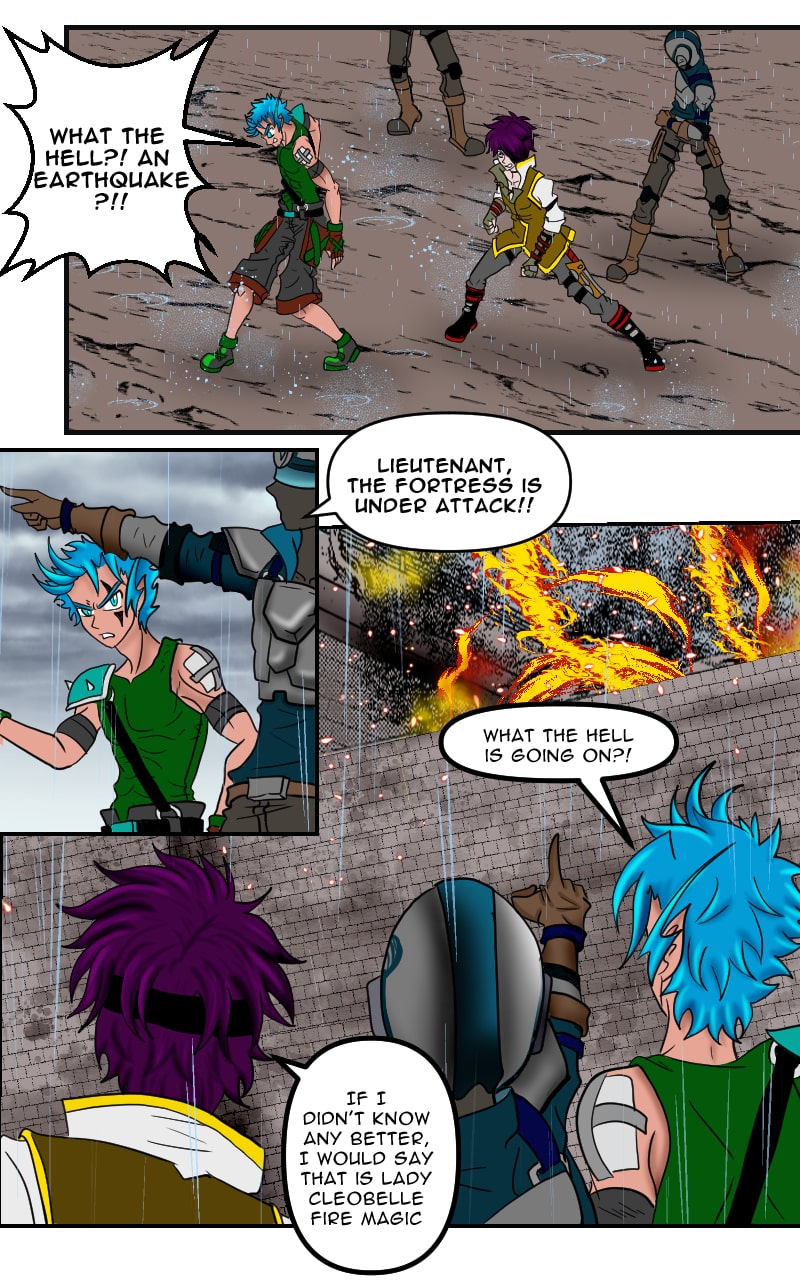 WHAT THE
HELL?! AN
EARTHQUAKE
?!!
LIEUTENANT,
THE FORTRESS IS
UNDER ATTACK!!
WHAT THE HELL
IS GOING ON?!
IF I
DIDN'T KNOW
ANY BETTER,
I WOULD SAY
THAT IS LADY
CLEOBELLE
FIRE MAGIC